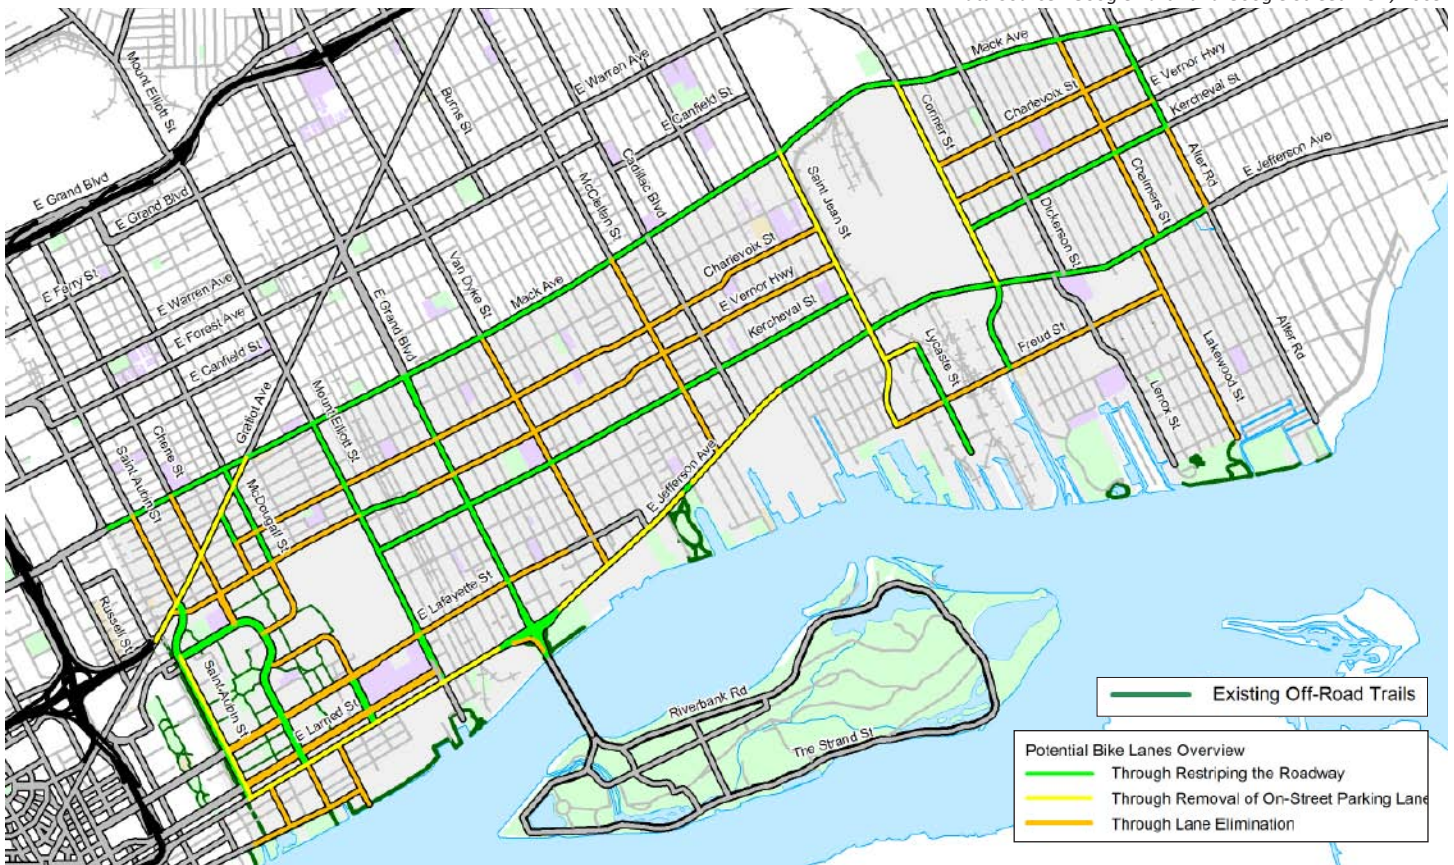 Mack Ave
E Warren Ave
E Vernor Hwy
Charlevoix St
Kercheval St
Mount Elliott St
Burns St
Conner St
E Canfield St
E Jefferson Ave
Alter Rd
Cadillac Blvd
McClellan St
Saint Jean St
Chalmers St
E Grand Blvd
E Grand Blvd
Dickerson St
Charlevoix St
Van Dyke St
E Ferry St
E Warren Ave
Mack Ave
E Vernor Hwy
E Forest Ave
E Grand Blvd
Kercheval St
E Canfield St
Lycaste St
Freud St
Alter Rd
Lakewood St
Gratiot Ave
Mount Elliott St
Lenox St
Chene St
Saint Aubin St
E Jefferson Ave
McDougall St
E Lafayette St
Russell St
Saint Aubin St
E Larned St
Riverbank Rd
The Strand St
Existing Off-Road Trails
Potential Bike Lanes Overview
Through Restriping the Roadway
Through Removal of On-Street Parking Lane
Through Lane Elimination